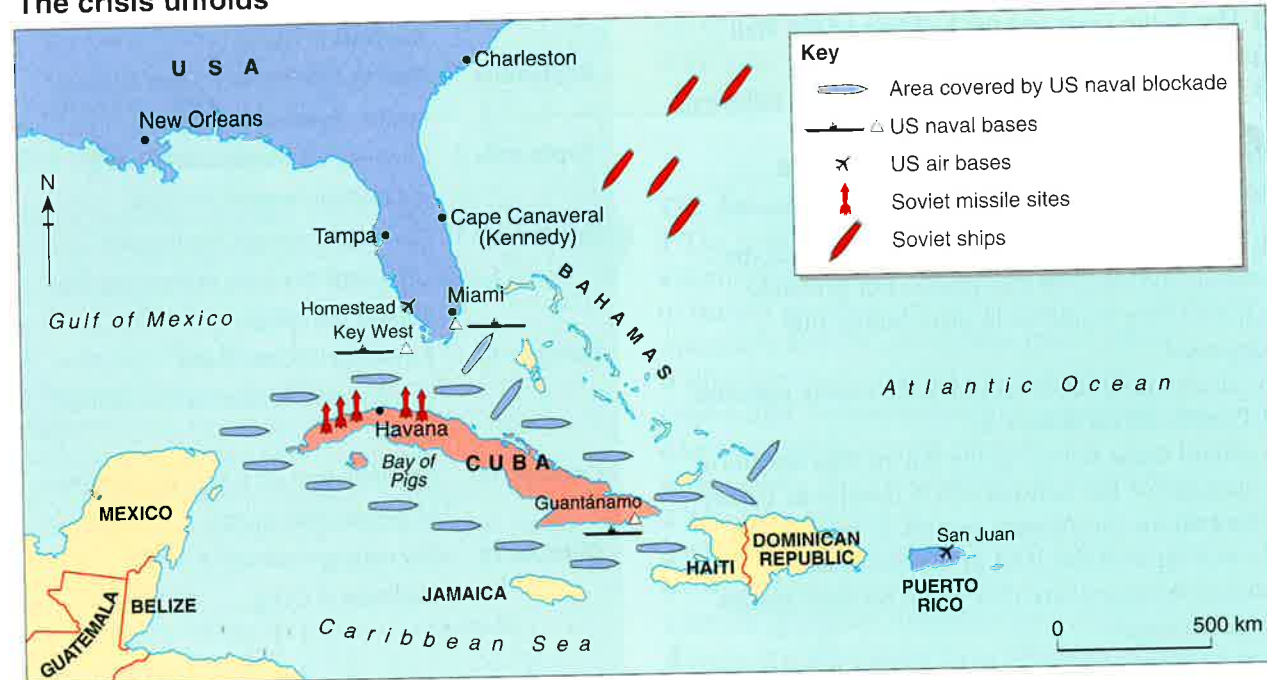 The crisis unfolds
U S A
Charleston
New Orleans
N
Cape Canaveral
(Kennedy)
Tampa
Homestead
Miami
Key West
Gulf of Mexico
BAHAMAS
Atlantic Ocean
Havana
Bay of
Pigs
CUBA
Guantánamo
MEXICO
BELIZE
GUATEMALA
JAMAICA
HAITI
DOMINICAN
REPUBLIC
San Juan
PUERTO
RICO
Caribbean Sea
0 500 km
Key
Area covered by US naval blockade
US naval bases
US air bases
Soviet missile sites
Soviet ships